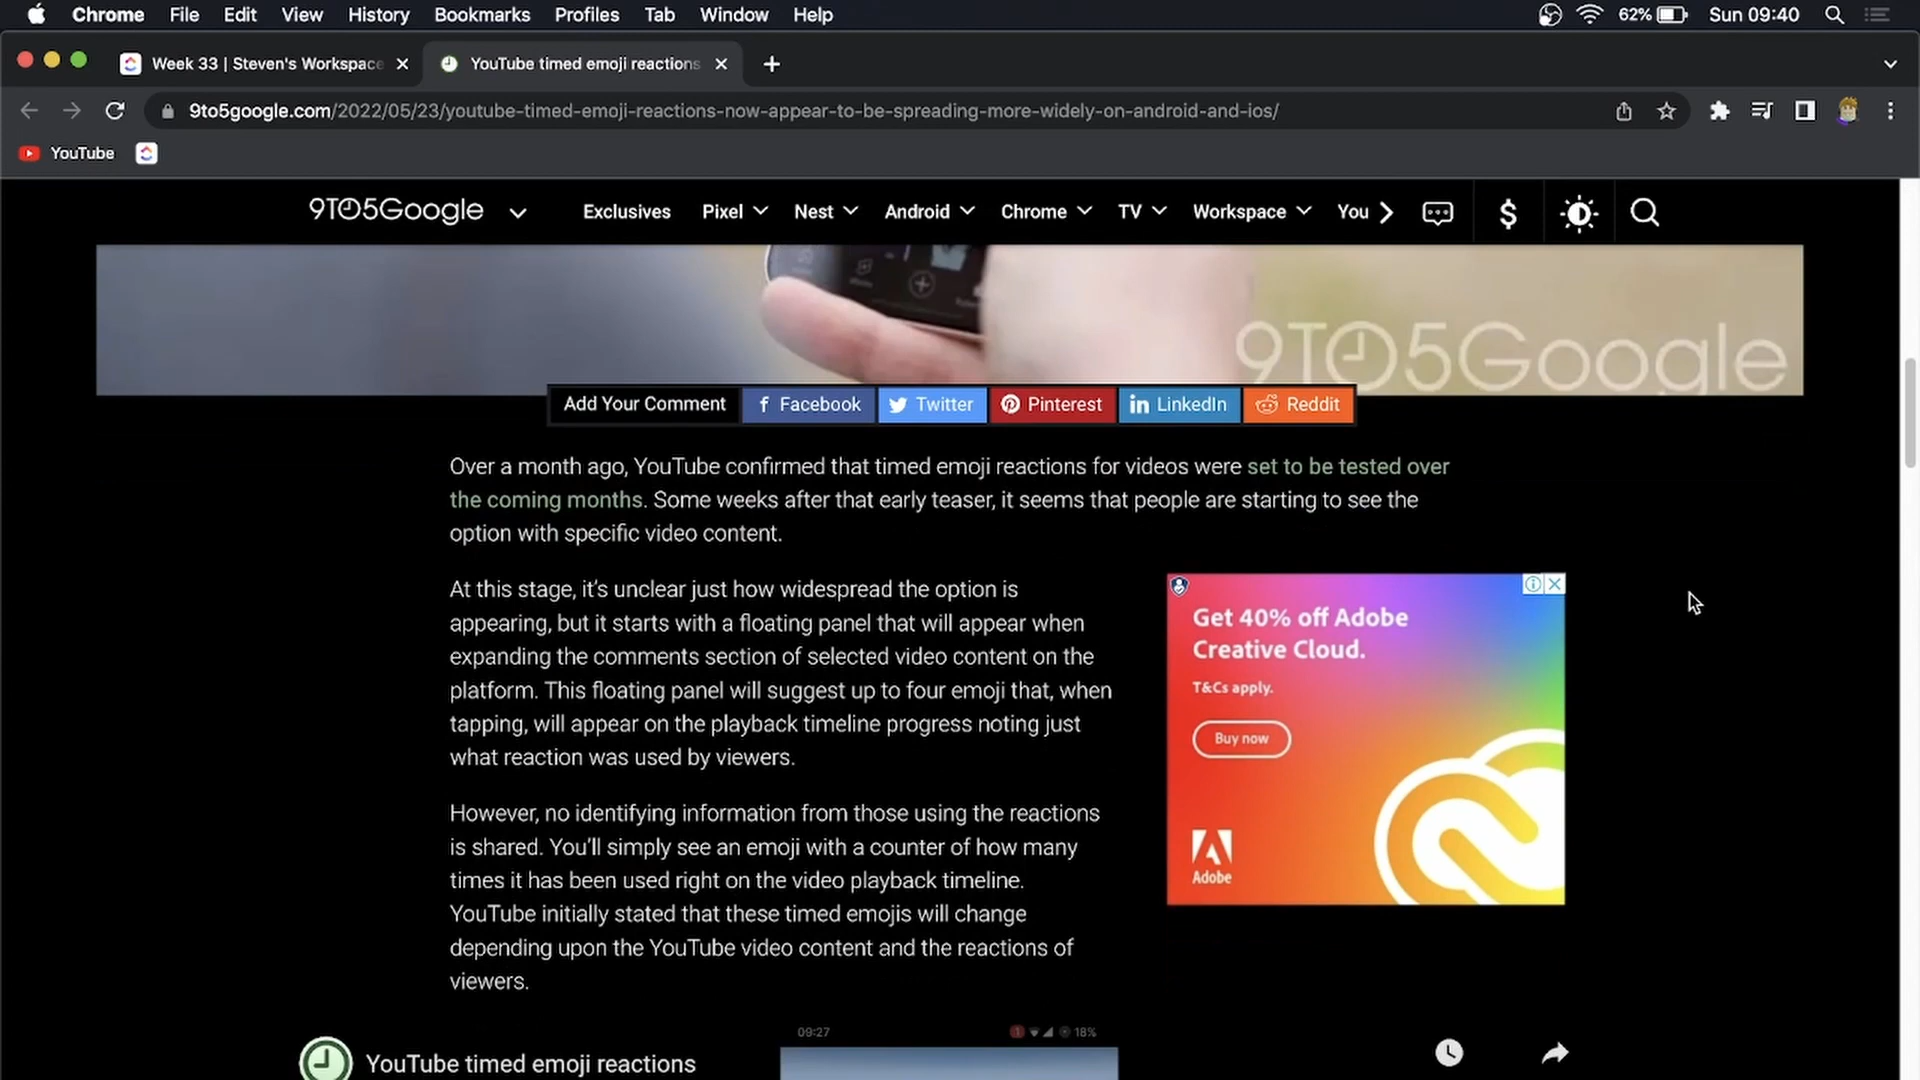 Chrome File Edit View History Bookmarks Profiles Tab Window Help 62% Sun 09:40
Week 33 | Steven's Workspace YouTube timed emoji reactions
9to5google.com/2022/05/23/youtube-timed-emoji-reactions-now-appear-to-be-spreading-more-widely-on-android-and-ios/
YouTube
9TO5Google Exclusives Pixel Nest Android Chrome TV Workspace You $
9TO5Google
Add Your Comment Facebook Twitter Pinterest LinkedIn Reddit
Over a month ago, YouTube confirmed that timed emoji reactions for videos were set to be tested over
the coming months. Some weeks after that early teaser, it seems that people are starting to see the
option with specific video content.
At this stage, it's unclear just how widespread the option is
appearing, but it starts with a floating panel that will appear when
expanding the comments section of selected video content on the
platform. This floating panel will suggest up to four emoji that, when
tapping, will appear on the playback timeline progress noting just
what reaction was used by viewers.
Get 40% off Adobe
Creative Cloud.
T&Cs apply.
Buy now
Adobe
However, no identifying information from those using the reactions
is shared. You'll simply see an emoji with a counter of how many
times it has been used right on the video playback timeline.
YouTube initially stated that these timed emojis will change
depending upon the YouTube video content and the reactions of
viewers.
09:27 18%
YouTube timed emoji reactions